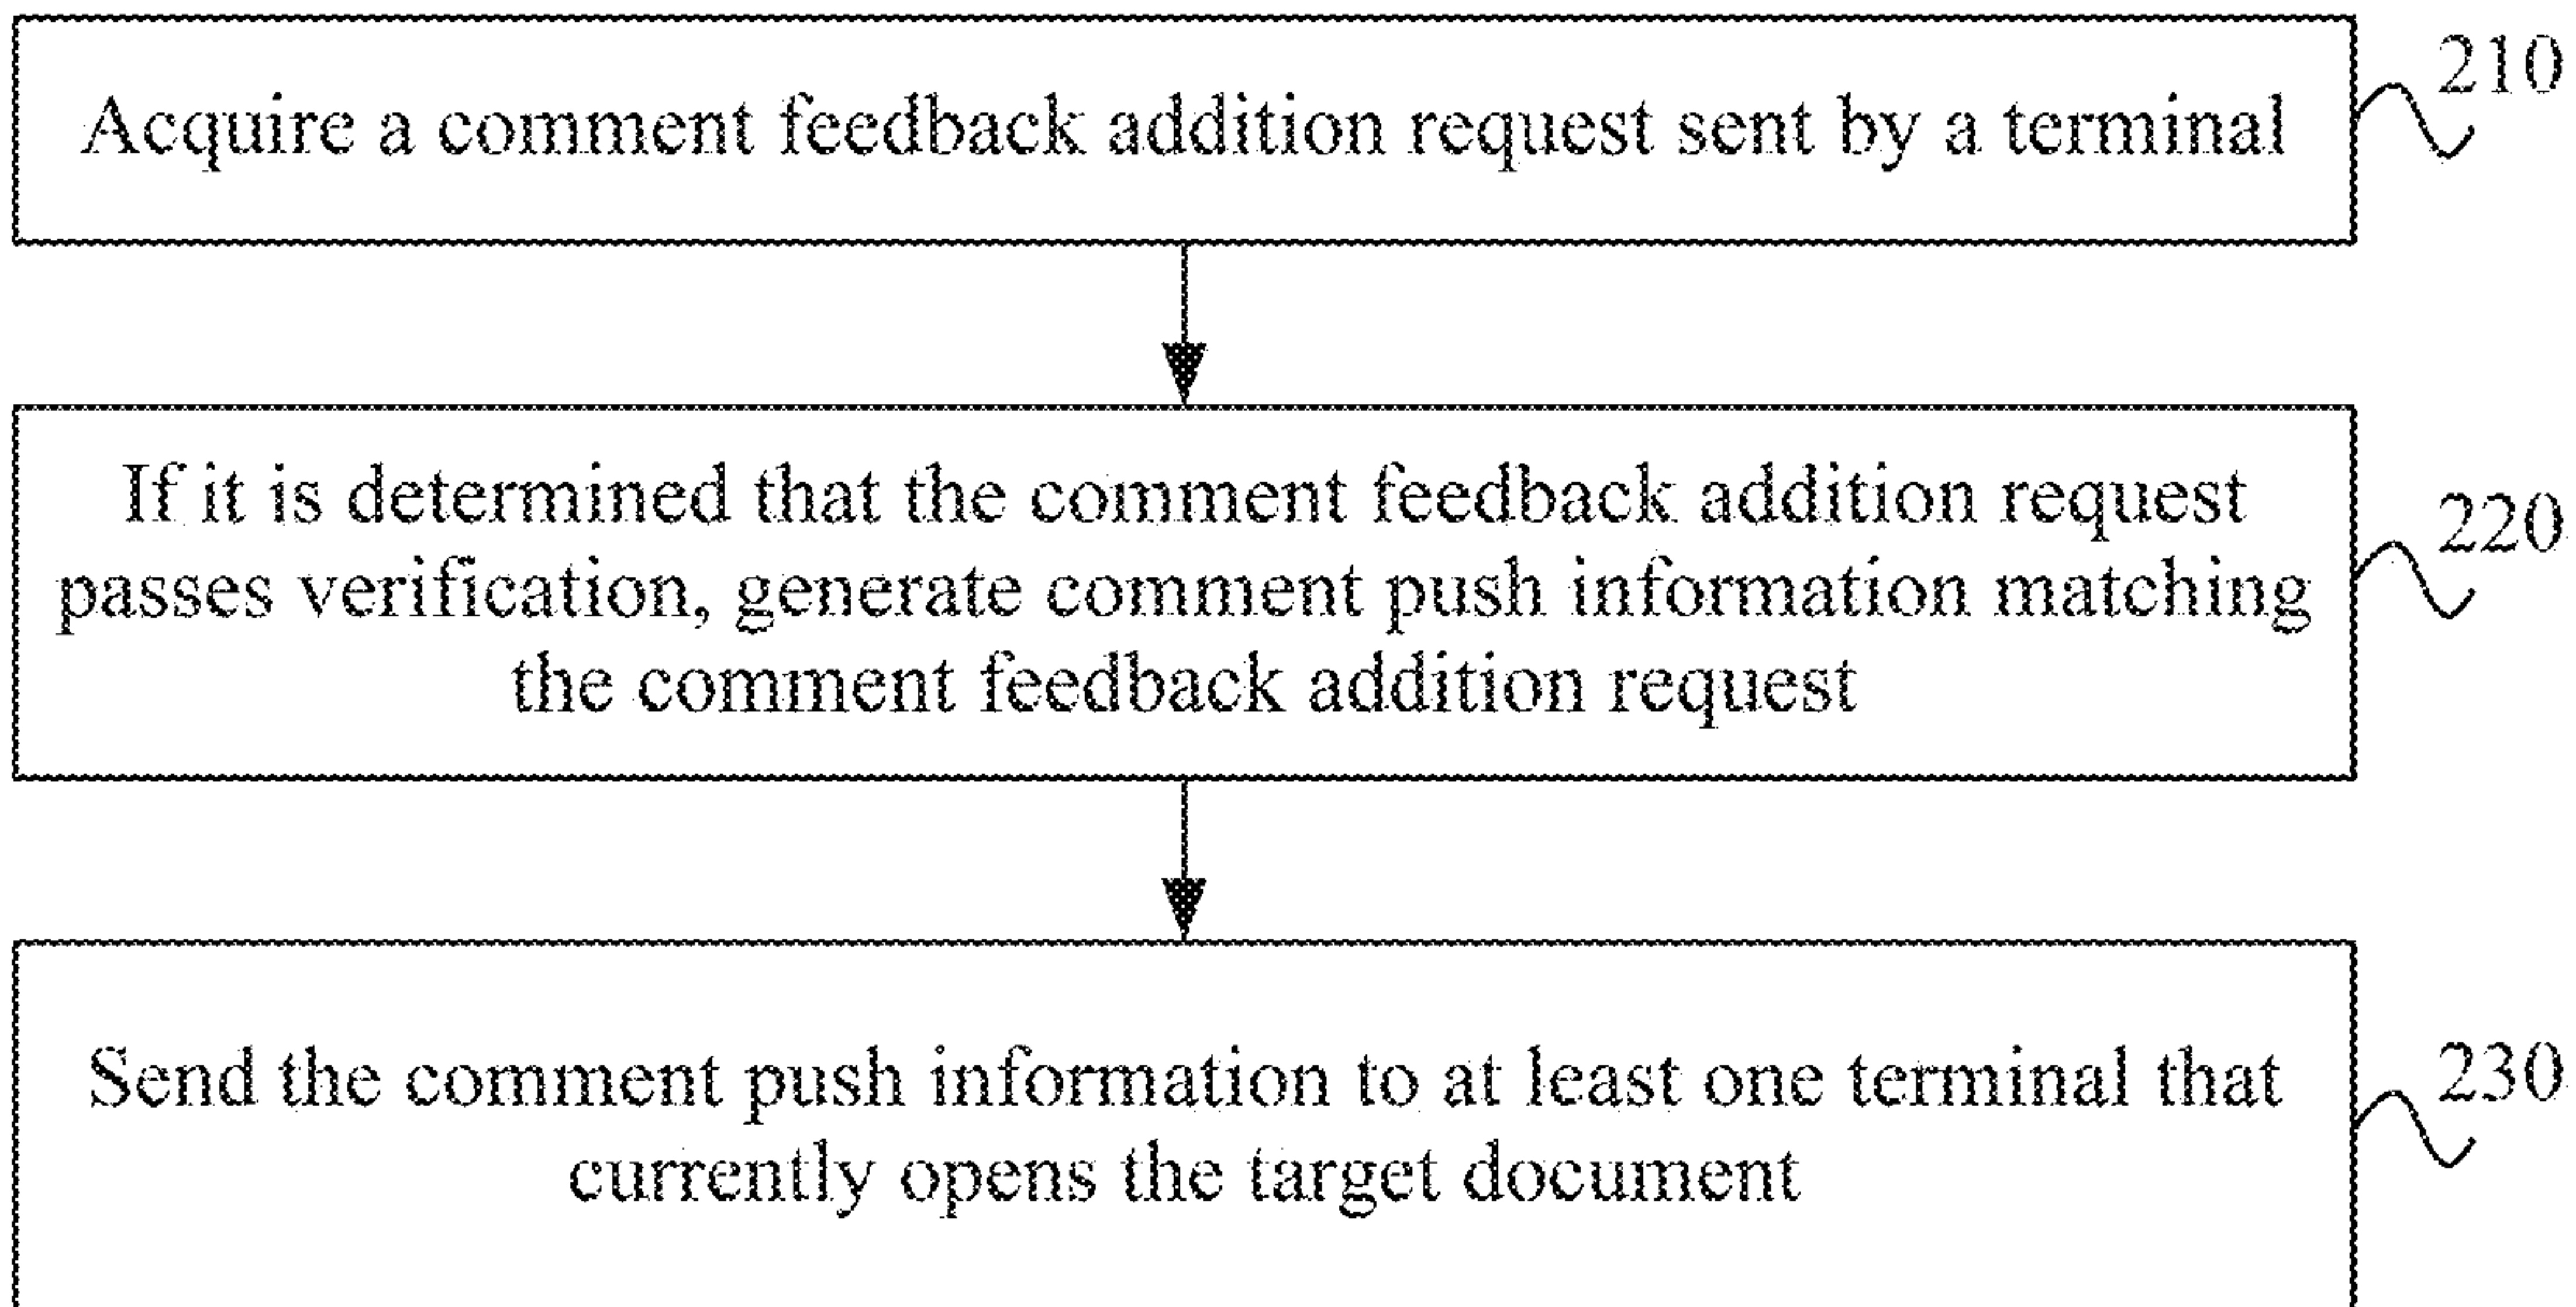 Acquire a comment feedback addition request sent by a terminal
210
If it is determined that the comment feedback addition request
passes verification, generate comment push information matching
the comment feedback addition request
220
Send the comment push information to at least one terminal that
currently opens the target document
230